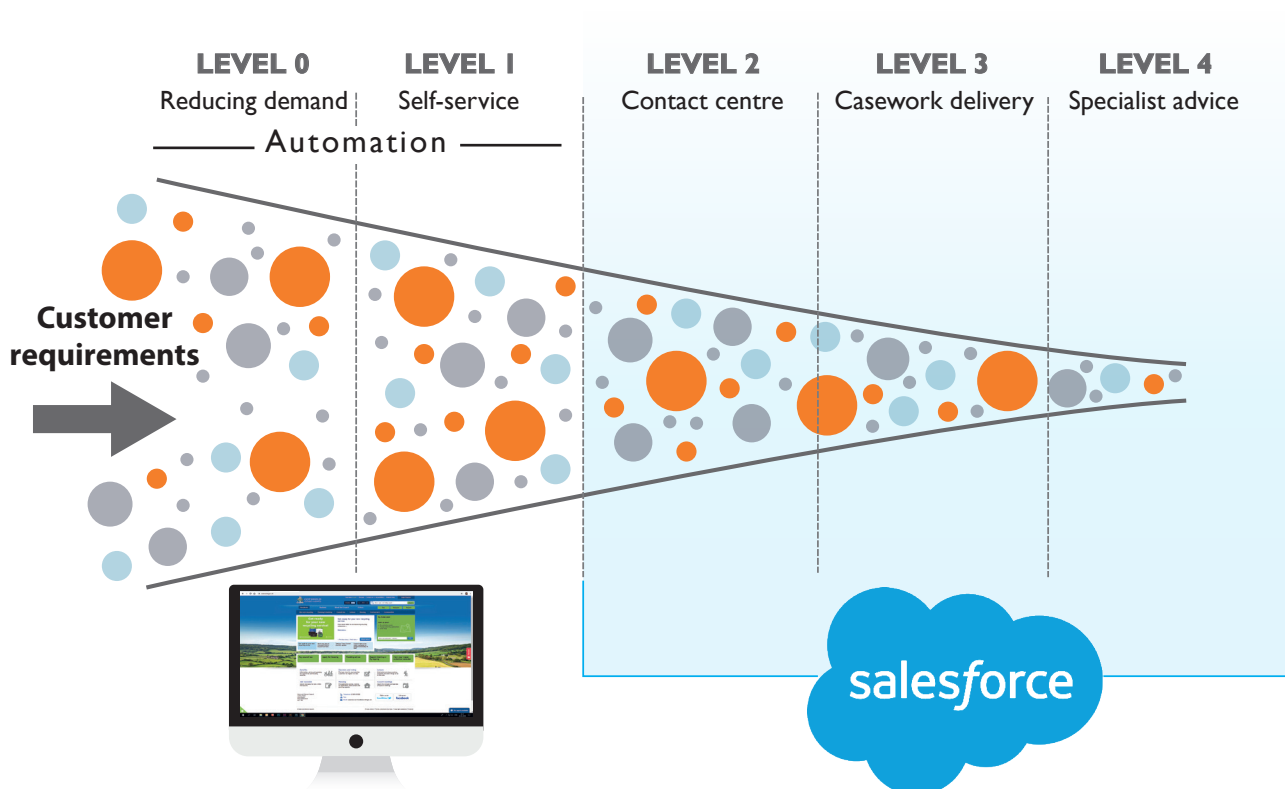 LEVEL 0
Reducing demand
LEVEL 1
Self-service
LEVEL 2
Contact centre
LEVEL 3
Casework delivery
LEVEL 4
Specialist advice
Automation
Customer
requirements
salesforce